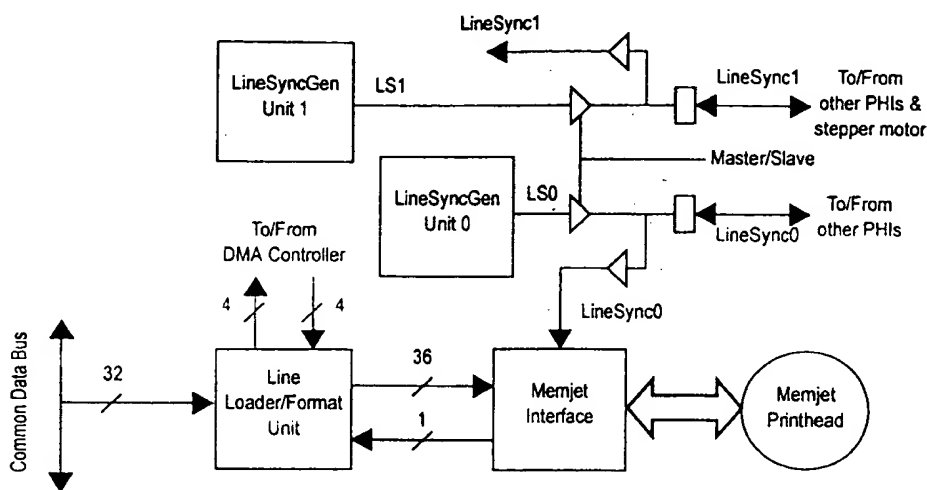 LineSync1
LineSyncGen
Unit 1
LS1
LineSync1
To/From
other PHIs &
stepper motor
Master/Slave
LineSyncGen
Unit 0
LS0
To/From
other PHIs
LineSync0
To/From
DMA Controller
4
4
LineSync0
Common Data Bus
32
Line
Loader/Format
Unit
36
1
Memjet
Interface
Memjet
Printhead